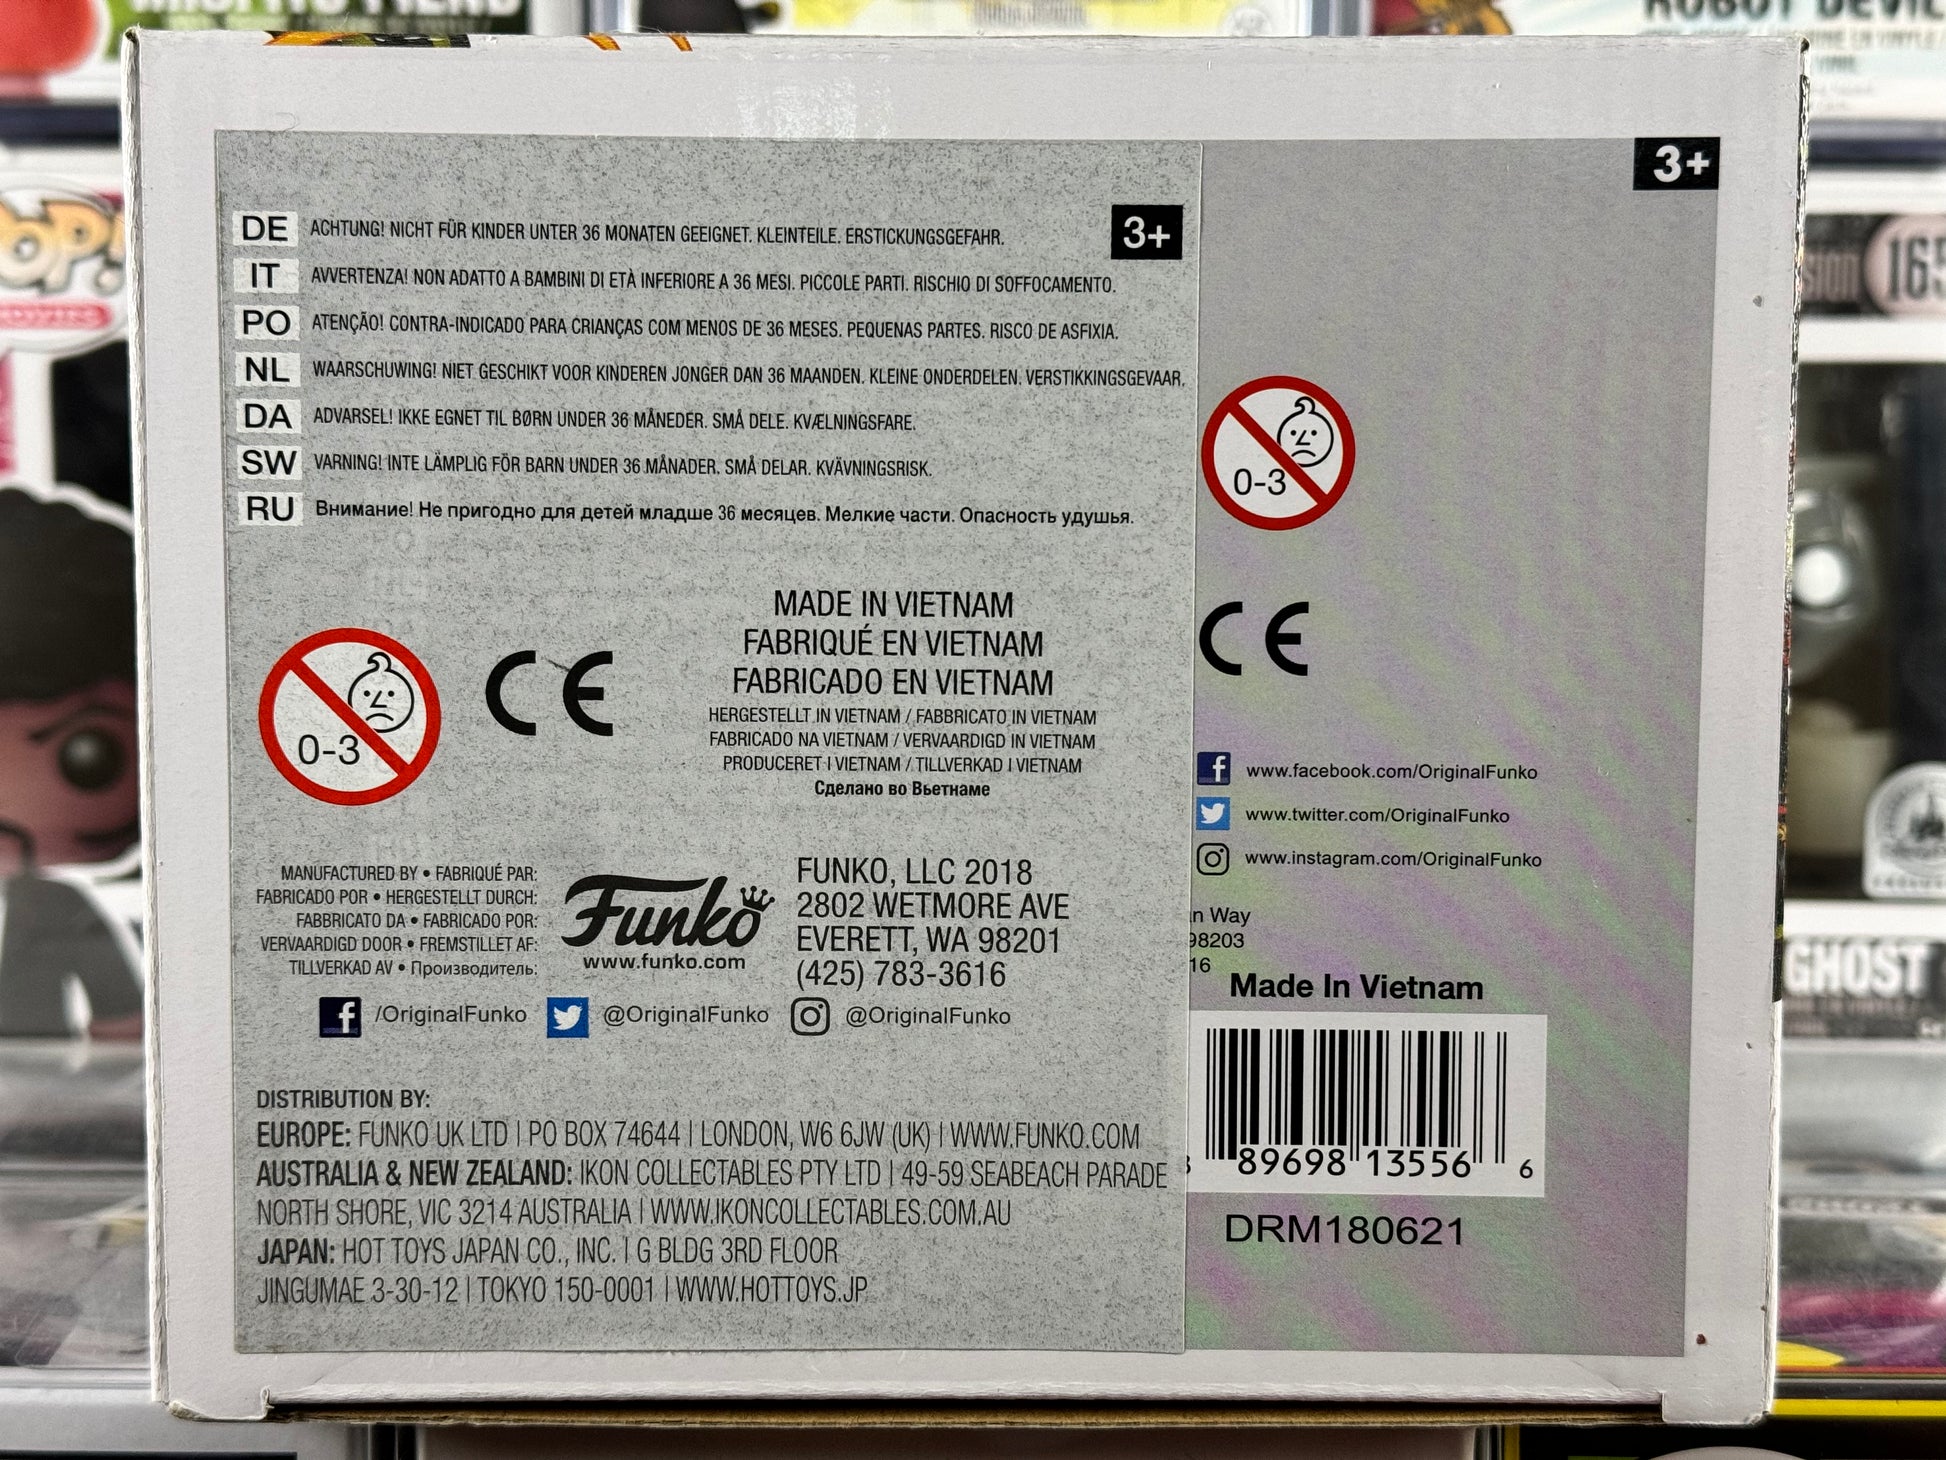 ROBOT DEVIL
3+
DE ACHTUNG! NICHT FÜR KINDER UNTER 36 MONATEN GEEIGNET. KLEINTEILE. ERSTICKUNGSGEFAHR. 3+
IT AVVERTENZA! NON ADATTO A BAMBINI DI ETÀ INFERIORE A 36 MESI. PICCOLE PARTI. RISCHIO DI SOFFOCAMENTO.
PO ATENÇÃO! CONTRA-INDICADO PARA CRIANÇAS COM MENOS DE 36 MESES. PEQUENAS PARTES. RISCO DE ASFIXIA.
NL WAARSCHUWING! NIET GESCHIKT VOOR KINDEREN JONGER DAN 36 MAANDEN. KLEINE ONDERDELEN. VERSTIKKINGSGEVAAR.
DA ADVARSEL! IKKE EGNET TIL BØRN UNDER 36 MÅNEDER. SMÅ DELE. KVÆLNINGSFARE.
SW VARNING! INTE LÄMPLIG FÖR BARN UNDER 36 MÅNADER. SMÅ DELAR. KVÄVNINGSRISK.
RU Внимание! Не пригодно для детей младше 36 месяцев. Мелкие части. Опасность удушья.
0-3
CE
MADE IN VIETNAM
FABRIQUÉ EN VIETNAM
FABRICADO EN VIETNAM
HERGESTELLT IN VIETNAM / FABBRICATO IN VIETNAM
FABRICADO NA VIETNAM / VERVAARDIGD IN VIETNAM
PRODUCERET I VIETNAM / TILLVERKAD I VIETNAM
Сделано во Вьетнаме
MANUFACTURED BY • FABRIQUÉ PAR:
FABRICADO POR • HERGESTELLT DURCH:
FABBRICATO DA • FABRICADO POR:
VERVAARDIGD DOOR • FREMSTILLET AF:
TILLVERKAD AV • Производитель:
Funko
www.funko.com
FUNKO, LLC 2018
2802 WETMORE AVE
EVERETT, WA 98201
(425) 783-3616
/OriginalFunko @OriginalFunko @OriginalFunko
DISTRIBUTION BY:
EUROPE: FUNKO UK LTD | PO BOX 74644 | LONDON, W6 6JW (UK) | WWW.FUNKO.COM
AUSTRALIA & NEW ZEALAND: IKON COLLECTABLES PTY LTD | 49-59 SEABEACH PARADE
NORTH SHORE, VIC 3214 AUSTRALIA | WWW.IKONCOLLECTABLES.COM.AU
JAPAN: HOT TOYS JAPAN CO., INC. | G BLDG 3RD FLOOR
JINGUMAE 3-30-12 | TOKYO 150-0001 | WWW.HOTTOYS.JP
0-3
CE
www.facebook.com/OriginalFunko
www.twitter.com/OriginalFunko
www.instagram.com/OriginalFunko
Way
98203
16
Made In Vietnam
89698 13556 6
DRM180621
POP!
MOVIES
165
GHOST